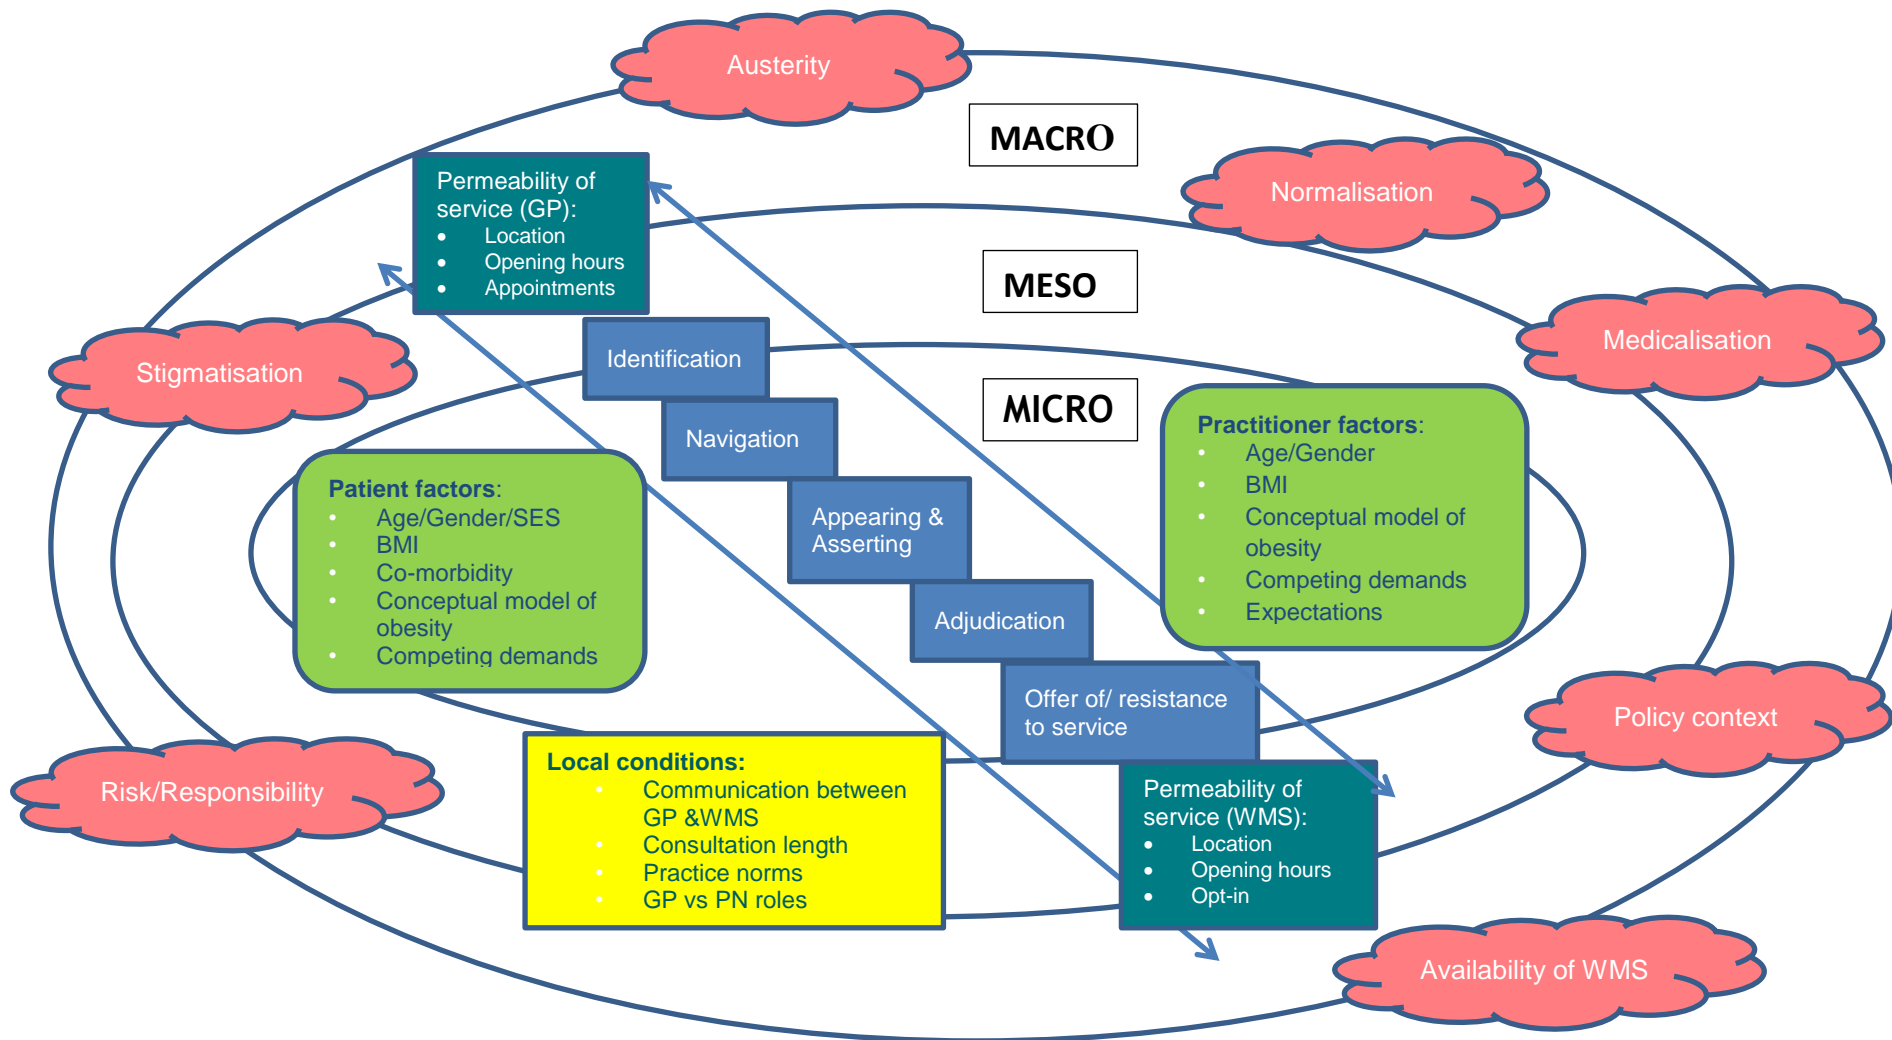 Austerity
MACRO
Normalisation
Permeability of
service (GP):
• Location
• Opening hours
• Appointments
MESO
Medicalisation
Stigmatisation
Identification
MICRO
Navigation
Practitioner factors:
• Age/Gender
• BMI
• Conceptual model of
obesity
• Competing demands
• Expectations
Patient factors:
• Age/Gender/SES
• BMI
• Co-morbidity
• Conceptual model of
obesity
• Competing demands
Appearing &
Asserting
Adjudication
Offer of/ resistance
to service
Policy context
Risk/Responsibility
Local conditions:
• Communication between
GP &WMS
• Consultation length
• Practice norms
• GP vs PN roles
Permeability of
service (WMS):
• Location
• Opening hours
• Opt-in
Availability of WMS